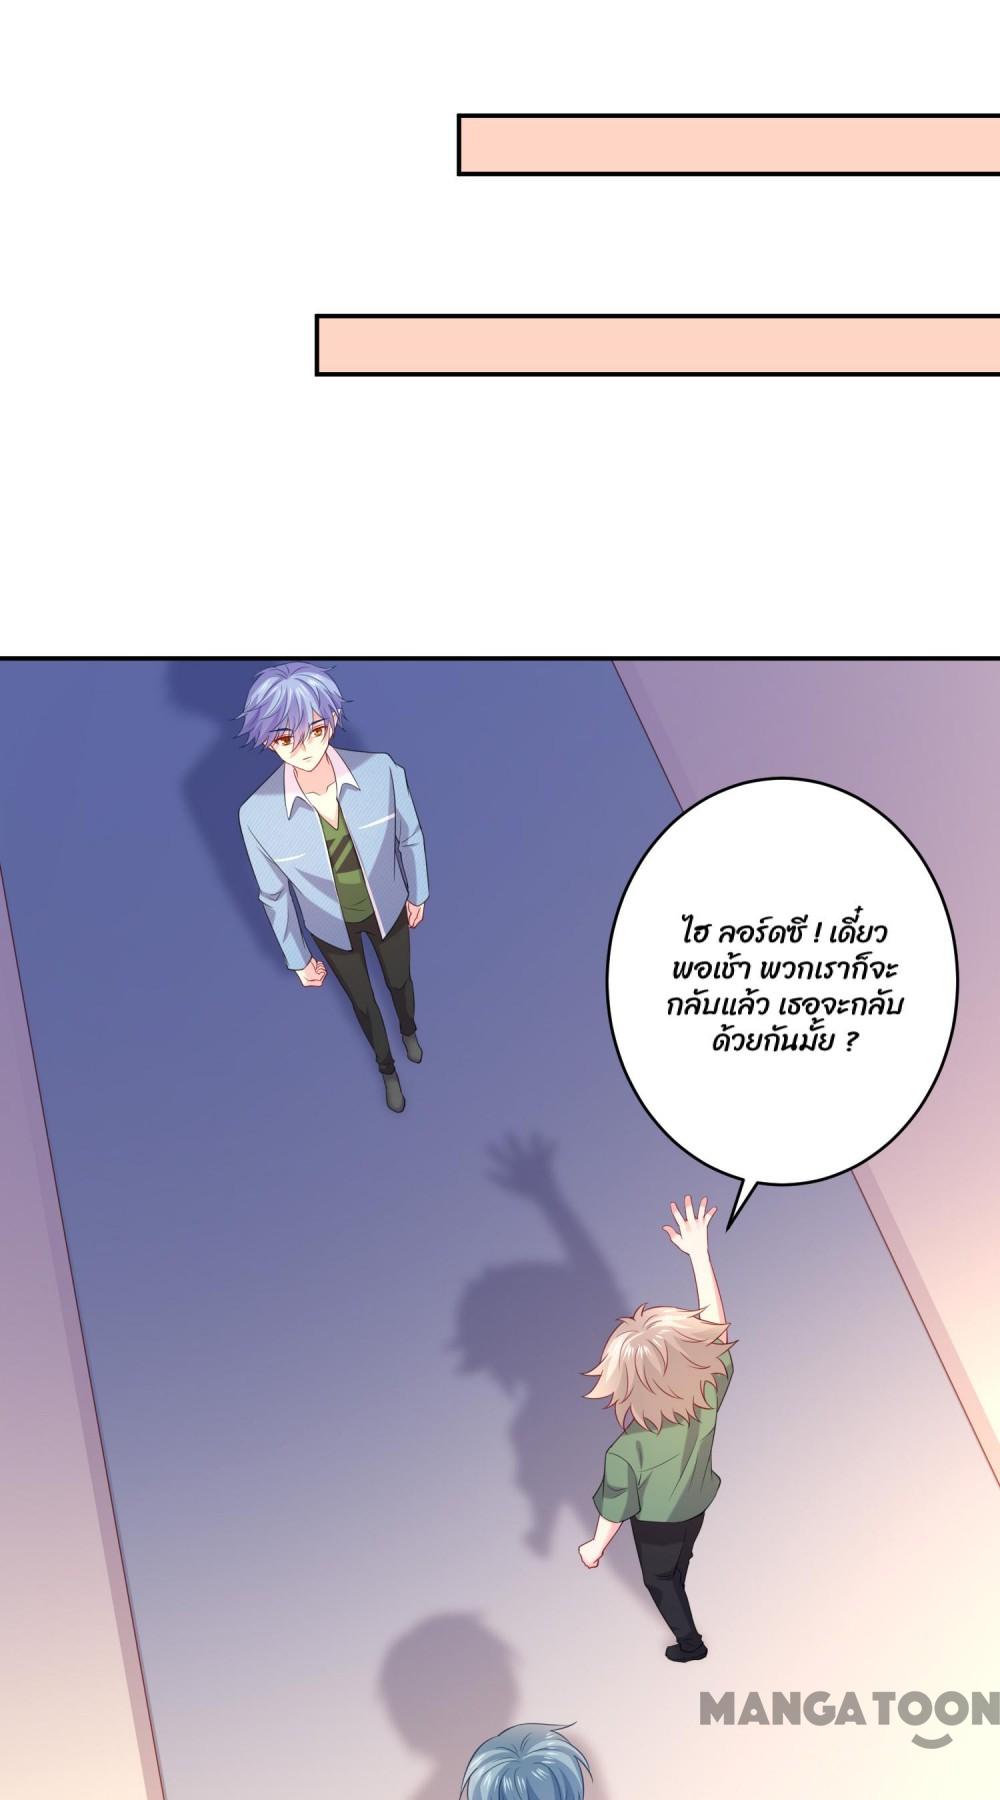 ไฮ ลอร์ดซี ! เดี๋ยว
พอเช้า พวกเราก็จะ
กลับแล้ว เธอจะกลับ
ด้วยกันมั้ย ?
MANGATOON